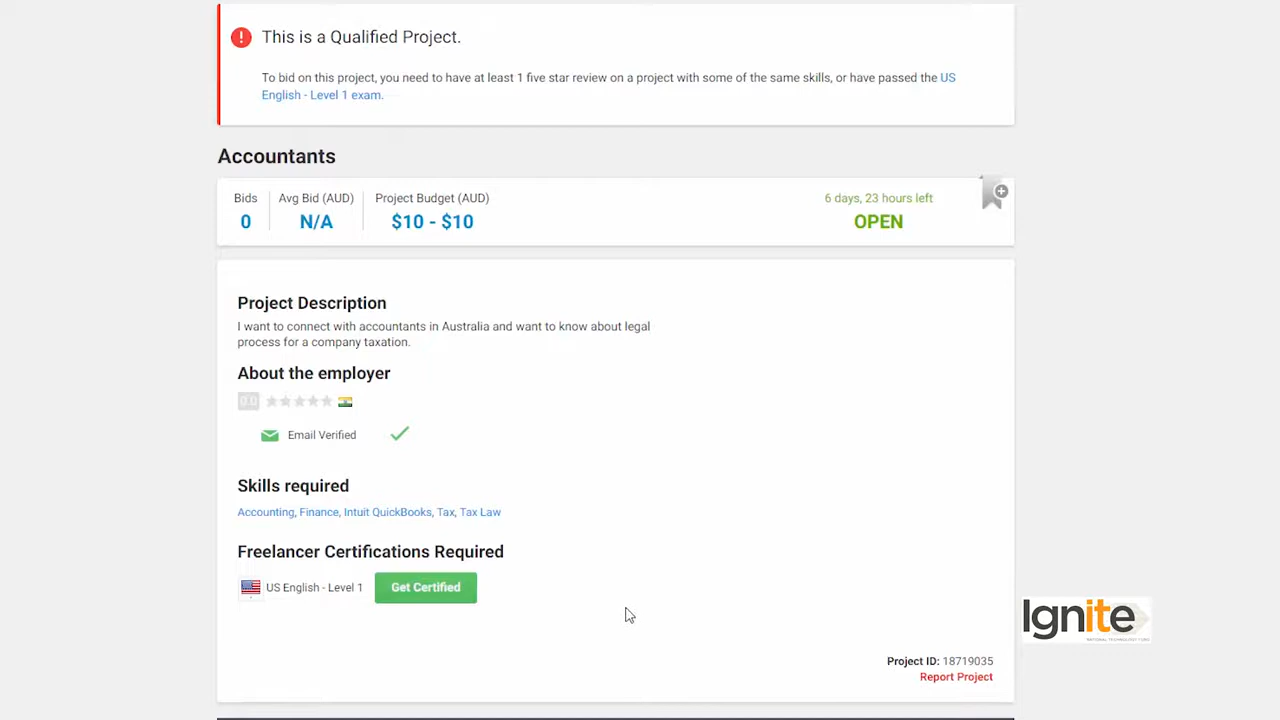 This is a Qualified Project.
To bid on this project, you need to have at least 1 five star review on a project with some of the same skills, or have passed the US
English - Level 1 exam.
Accountants
Bids
Avg Bid (AUD)
Project Budget (AUD)
6 days, 23 hours left
0
N/A
$10 - $10
OPEN
Project Description
I want to connect with accountants in Australia and want to know about legal
process for a company taxation.
About the employer
0.0
Email Verified
Skills required
Accounting, Finance, Intuit QuickBooks, Tax, Tax Law
Freelancer Certifications Required
US English - Level 1
Get Certified
Ignite
Project ID: 18719035
Report Project